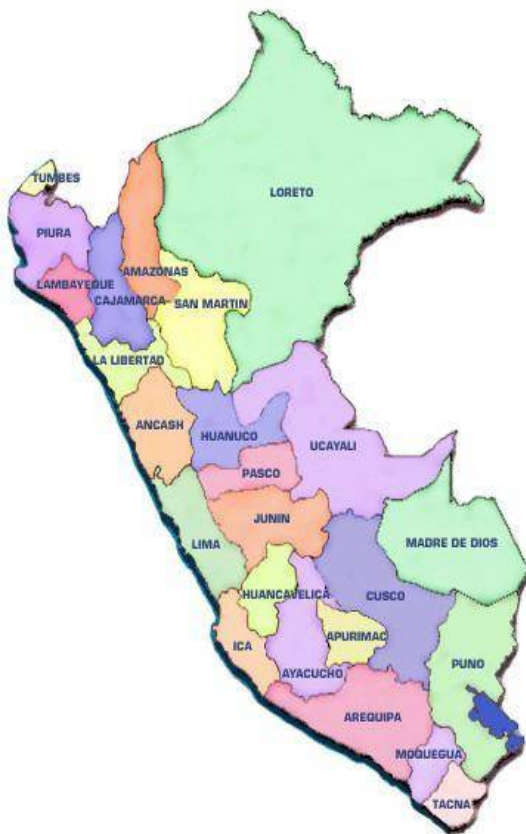 TUMBES
LORETO
PIURA
AMAZONAS
LAMBAYEQUE
CAJAMARCA
SAN MARTIN
LA LIBERTAD
ANCASH
HUANUCO
UCAYALI
PASCO
JUNIN
LIMA
MADRE DE DIOS
HUANCAVELICA
CUSCO
APURIMAC
ICA
PUNO
AYACUCHO
AREQUIPA
MOQUEGUA
TACNA